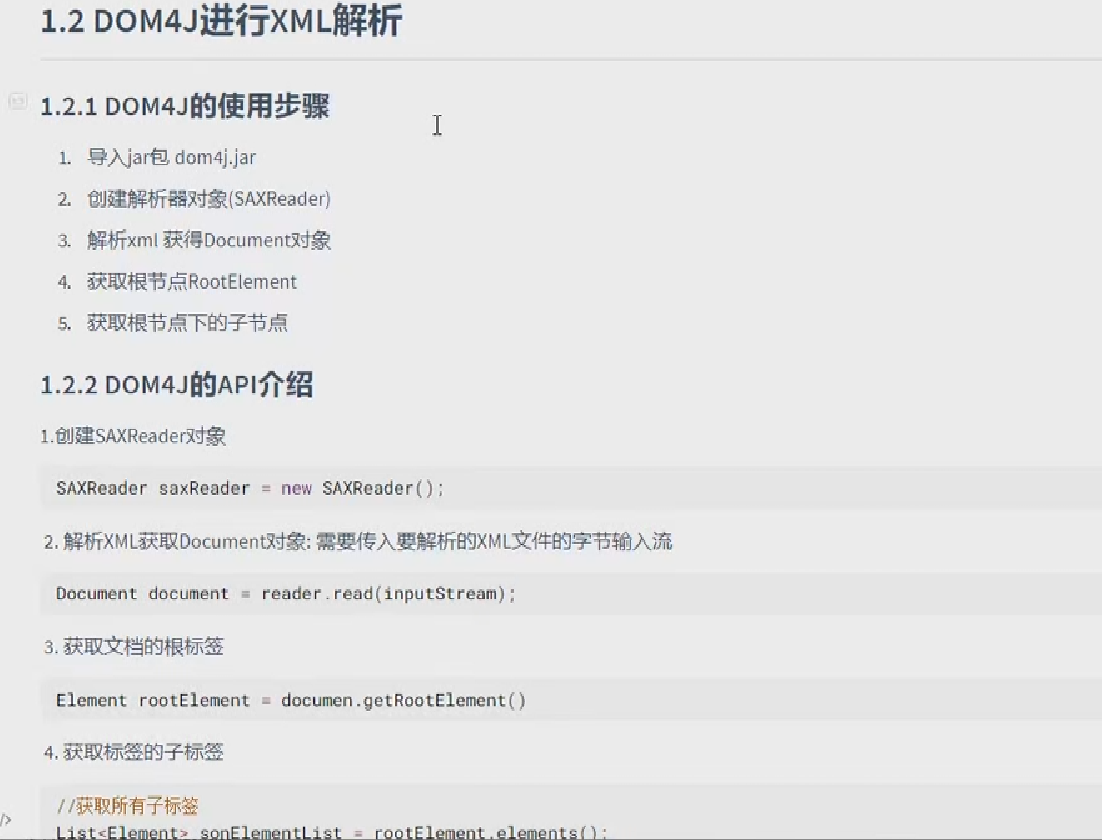 1.2 DOM4J进行XML解析
1.2.1 DOM4J的使用步骤
1. 导入jar包 dom4j.jar
2. 创建解析器对象(SAXReader)
3. 解析xml 获得Document对象
4. 获取根节点RootElement
5. 获取根节点下的子节点
1.2.2 DOM4J的API介绍
1.创建SAXReader对象
SAXReader saxReader = new SAXReader();
2. 解析XML获取Document对象: 需要传入要解析的XML文件的字节输入流
Document document = reader.read(inputStream);
3. 获取文档的根标签
Element rootElement = documen.getRootElement()
4. 获取标签的子标签
//获取所有子标签
List<Element> sonElementList = rootElement.elements();